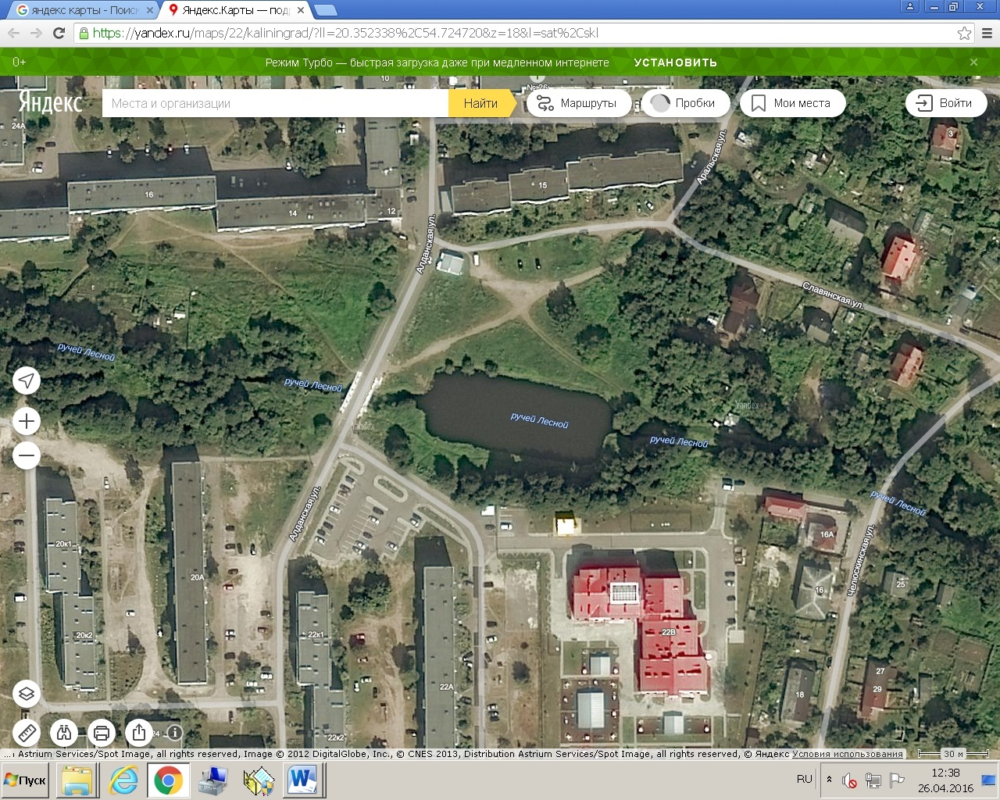 яндекс карты - Поиск
Яндекс.Карты — под
https://yandex.ru/maps/22/kaliningrad/?ll=20.352338%2C54.724720&z=18&l=sat%2Cskl
0+
Режим Турбо — быстрая загрузка даже при медленном интернете
УСТАНОВИТЬ
Яндекс
Места и организации
Найти
Маршруты
Пробки
Мои места
Войти
10
№ 26
24А
3
Аральская ул.
16
15
14
12
Алданская ул.
Славянская ул.
ручей Лесной
ручей Лесной
ручей Лесной
Yandex
Yandex
ручей Лесной
Алданская ул.
ручей Лесной
20к1
16А
Челюскинская ул.
20А
16
25
20к2
22к1
22В
22А
27
29
18
24
22к2
...і Astrium Services/Spot Image, all rights reserved, Image © 2012 DigitalGlobe, Inc., © CNES 2013, Distribution Astrium Services/Spot Image, all rights reserved, © Яндекс Условия использования
30 м
Пуск
RU
12:38
26.04.2016